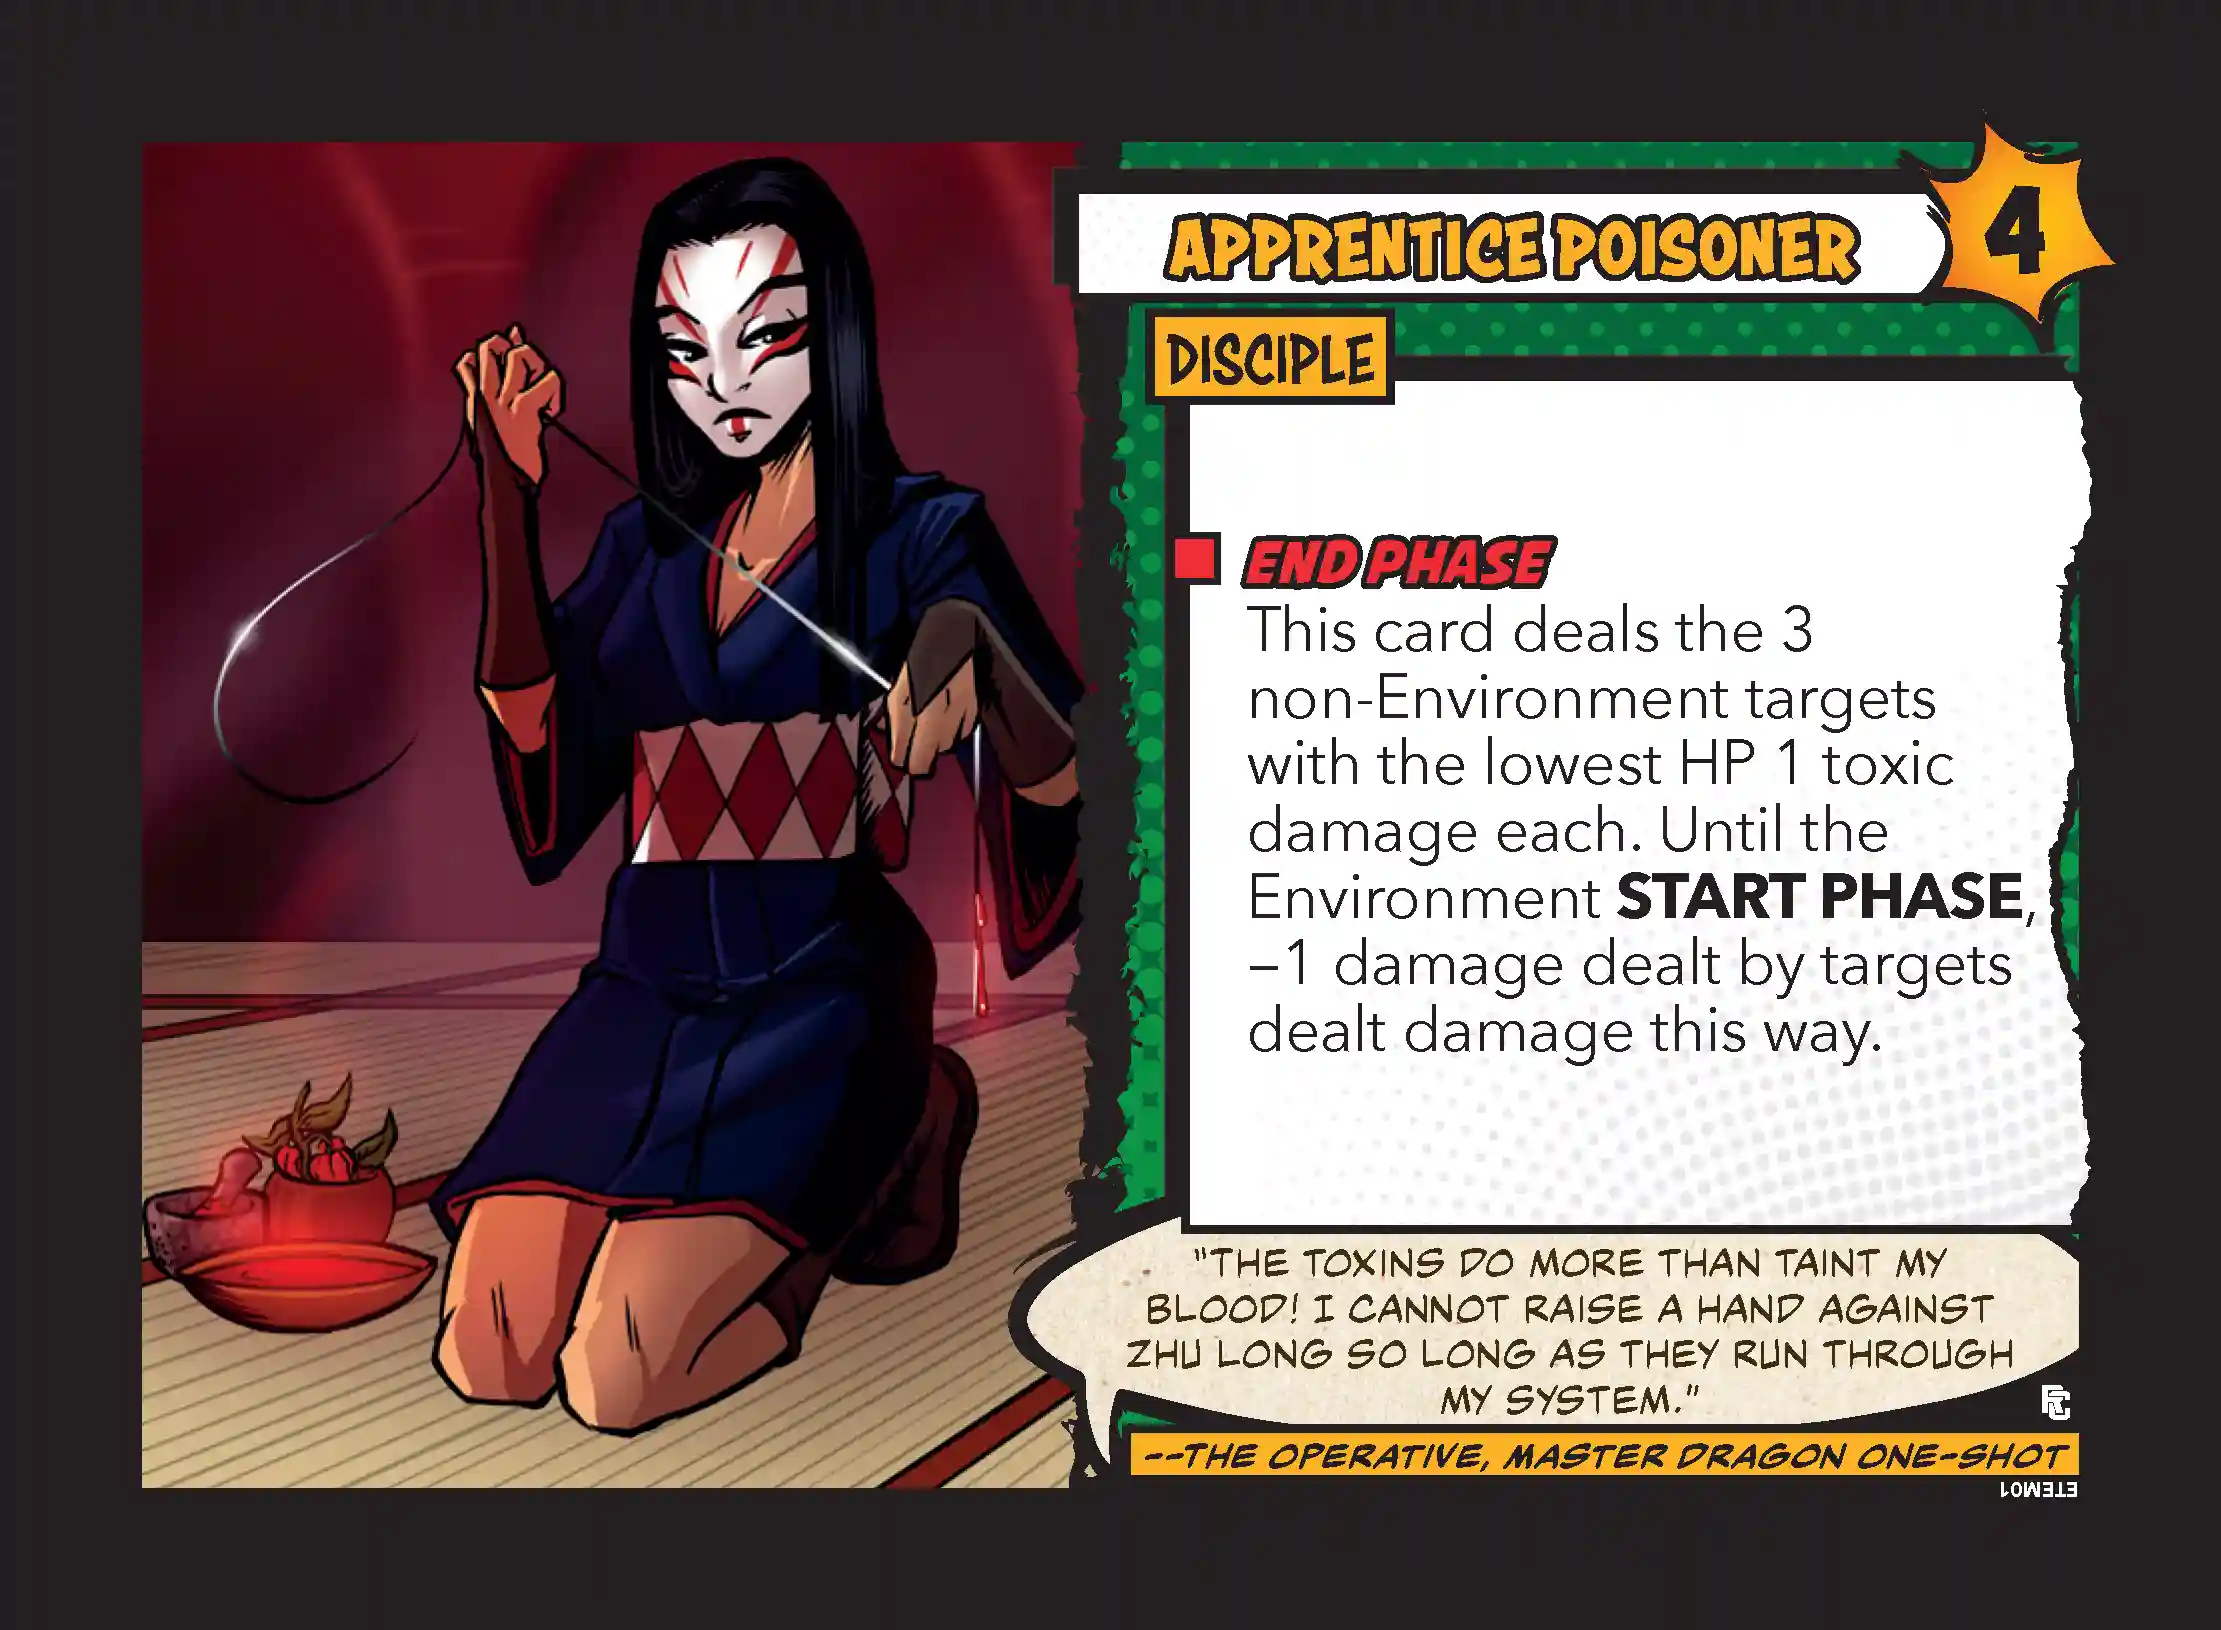 APPRENTICE POISONER
4
DISCIPLE
END PHASE
This card deals the 3
non-Environment targets
with the lowest HP 1 toxic
damage each. Until the
Environment START PHASE,
–1 damage dealt by targets
dealt damage this way.
"THE TOXINS DO MORE THAN TAINT MY
BLOOD! I CANNOT RAISE A HAND AGAINST
ZHU LONG SO LONG AS THEY RUN THROUGH
MY SYSTEM."
--THE OPERATIVE, MASTER DRAGON ONE-SHOT
ETEM01